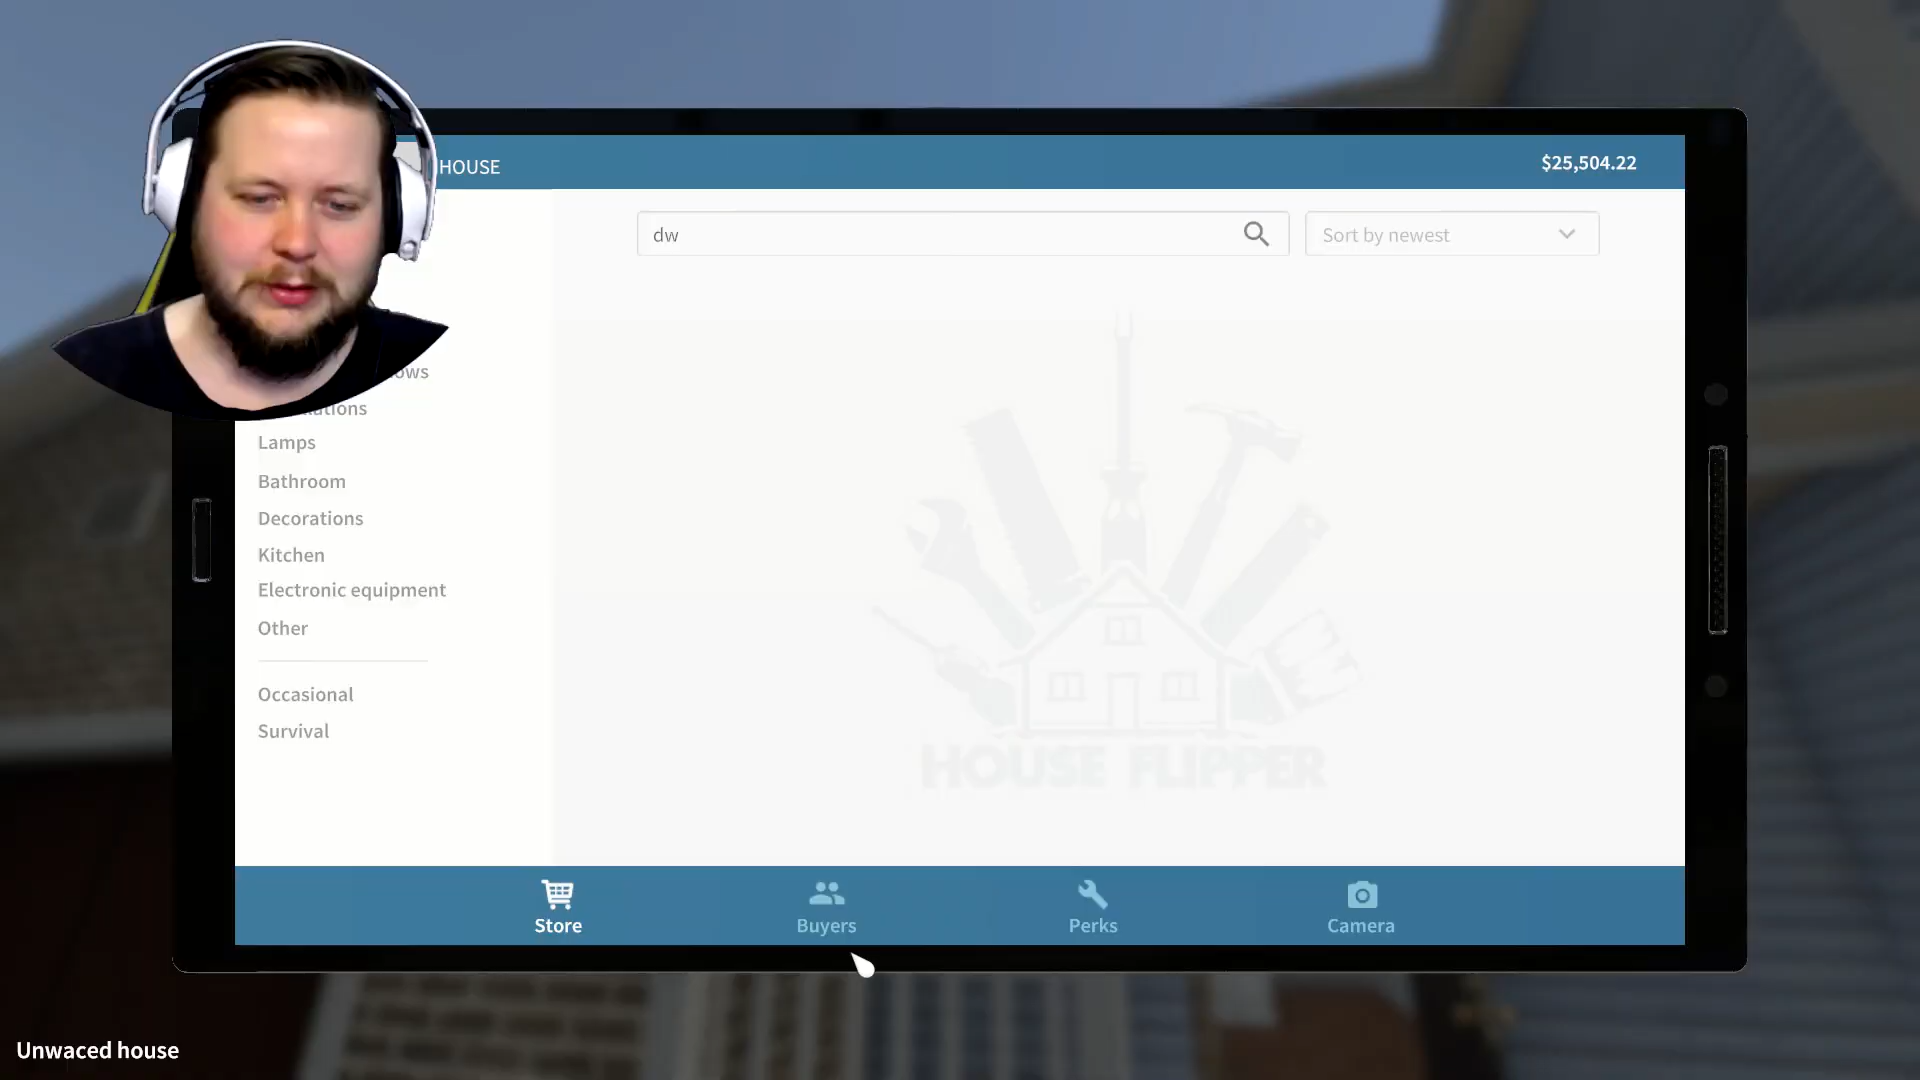 HOUSE
$25,504.22
dw
Sort by newest
Lamps
Bathroom
Decorations
Kitchen
Electronic equipment
Other
Occasional
Survival
HOUSE FLIPPER
Store
Buyers
Perks
Camera
Unwaced house